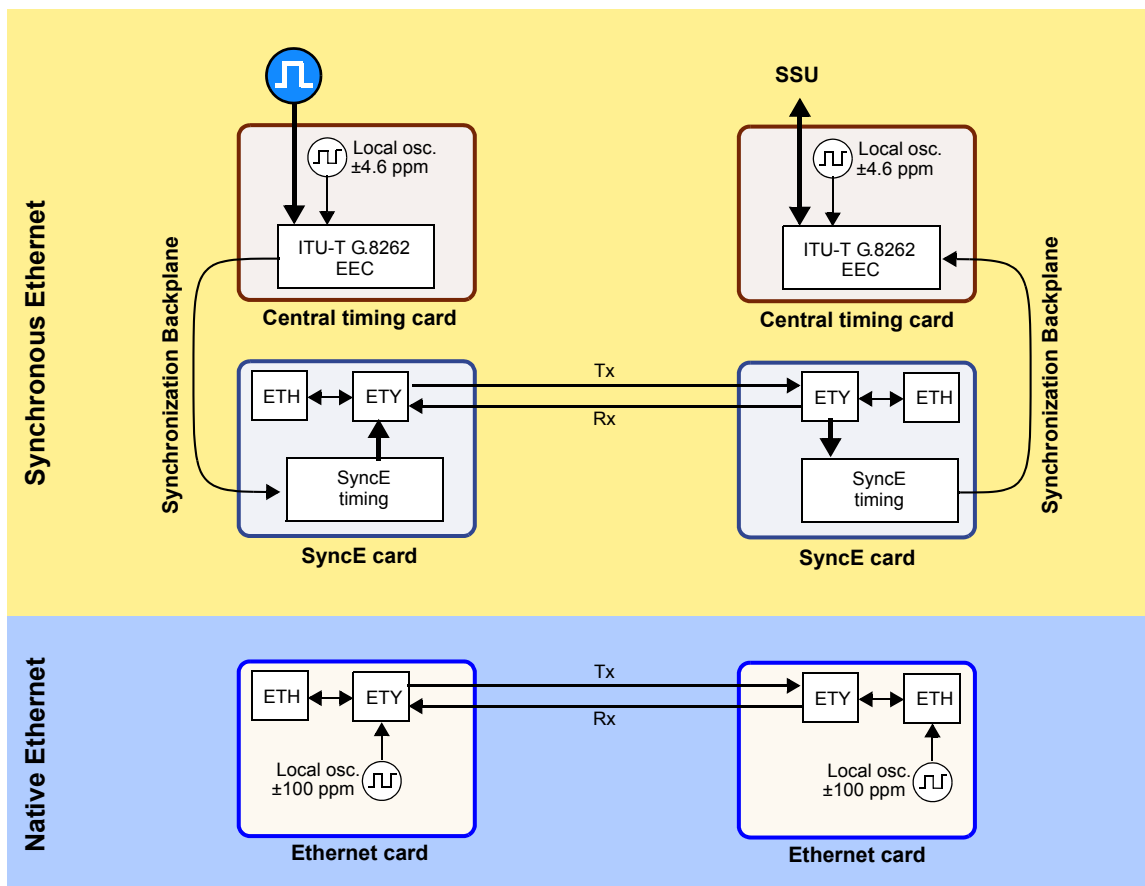 Synchronous Ethernet
SSU
Local osc.
±4.6 ppm
ITU-T G.8262
EEC
Central timing card
Local osc.
±4.6 ppm
ITU-T G.8262
EEC
Central timing card
Synchronization Backplane
Synchronization Backplane
ETH
ETY
Tx
Rx
ETY
ETH
SyncE
timing
SyncE card
SyncE
timing
SyncE card
Native Ethernet
ETH
ETY
Tx
Rx
ETY
ETH
Local osc.
±100 ppm
Ethernet card
Local osc.
±100 ppm
Ethernet card